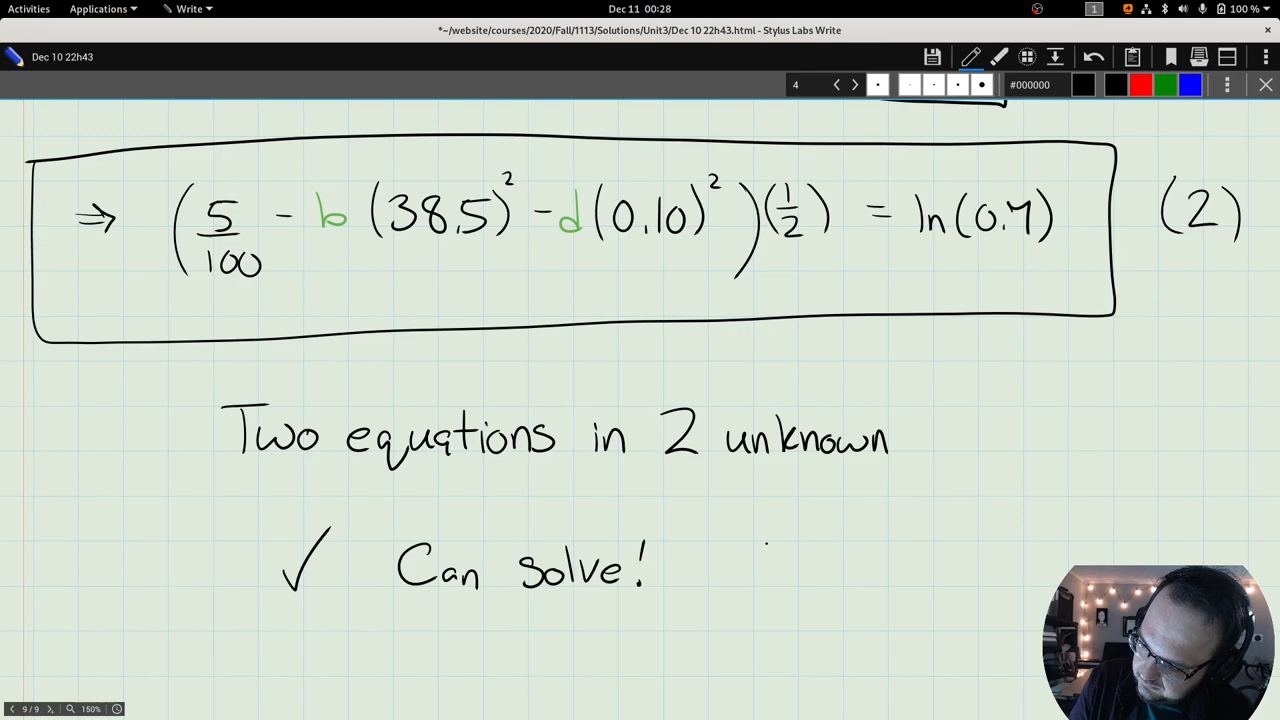 Activities Applications Write Dec 11 00:28 1 100 %
*~/website/courses/2020/Fall/1113/Solutions/Unit3/Dec 10 22h43.html - Stylus Labs Write ×
Dec 10 22h43
4 #000000
⇒ (5/100 - b (38.5)² - d (0.10)²)(1/2) = ln(0.7) (2)
Two equations in 2 unknown
✓ Can solve!
9 / 9 150%